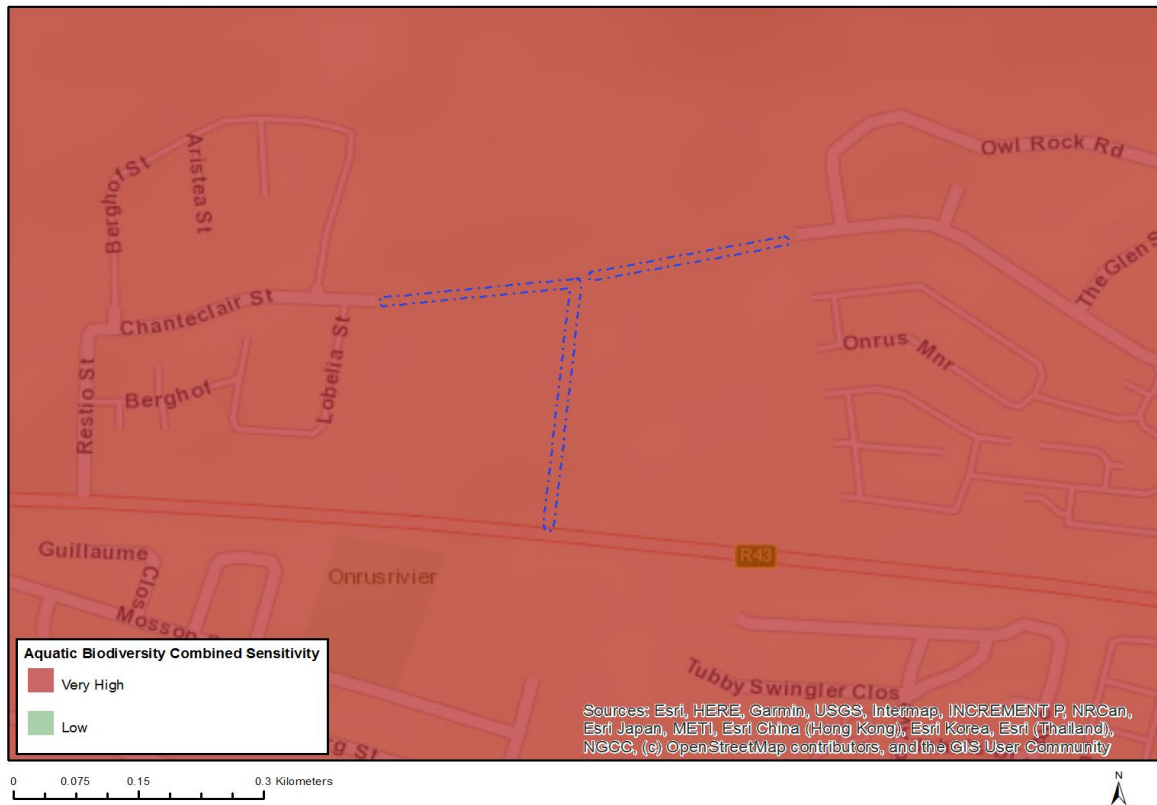 Owl Rock Rd
Berghof St
Aristea St
The Glen S
Chanteclair St
Lobelia St
Onrus Mnr
Berghof
Restio St
R43
Guillaume
Clos
Onrusrivier
Mossop
Tubby Swingler Clos
Aquatic Biodiversity Combined Sensitivity
Very High
Low
Sources: Esri, HERE, Garmin, USGS, Intermap, INCREMENT P, NRCan,
Esri Japan, METI, Esri China (Hong Kong), Esri Korea, Esri (Thailand),
NGCC, (c) OpenStreetMap contributors, and the GIS User Community
rg St
0 0.075 0.15 0.3 Kilometers
N